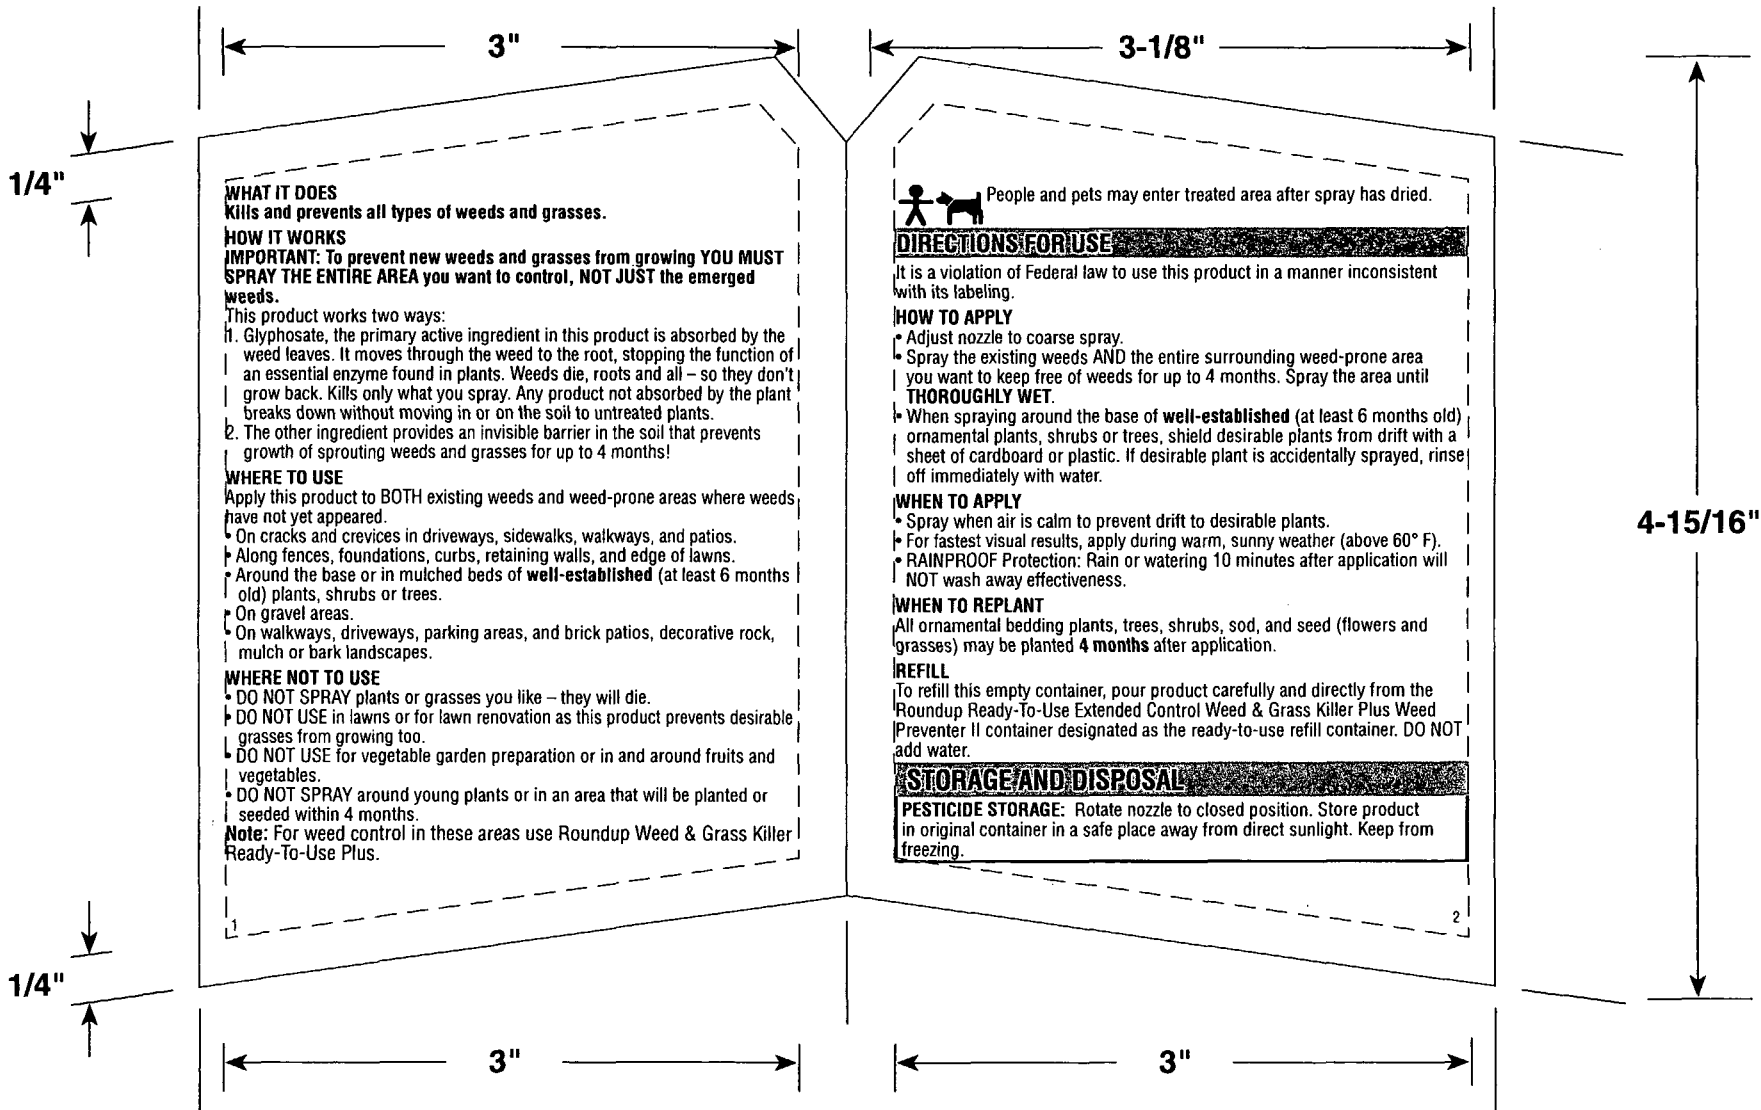 3"
3-1/8"
1/4"
WHAT IT DOES
Kills and prevents all types of weeds and grasses.
HOW IT WORKS
IMPORTANT: To prevent new weeds and grasses from growing YOU MUST
SPRAY THE ENTIRE AREA you want to control, NOT JUST the emerged
weeds.
This product works two ways:
1. Glyphosate, the primary active ingredient in this product is absorbed by the
weed leaves. It moves through the weed to the root, stopping the function of
an essential enzyme found in plants. Weeds die, roots and all – so they don't
grow back. Kills only what you spray. Any product not absorbed by the plant
breaks down without moving in or on the soil to untreated plants.
2. The other ingredient provides an invisible barrier in the soil that prevents
growth of sprouting weeds and grasses for up to 4 months!
WHERE TO USE
Apply this product to BOTH existing weeds and weed-prone areas where weeds
have not yet appeared.
• On cracks and crevices in driveways, sidewalks, walkways, and patios.
• Along fences, foundations, curbs, retaining walls, and edge of lawns.
• Around the base or in mulched beds of well-established (at least 6 months
old) plants, shrubs or trees.
• On gravel areas.
• On walkways, driveways, parking areas, and brick patios, decorative rock,
mulch or bark landscapes.
WHERE NOT TO USE
• DO NOT SPRAY plants or grasses you like – they will die.
• DO NOT USE in lawns or for lawn renovation as this product prevents desirable
grasses from growing too.
• DO NOT USE for vegetable garden preparation or in and around fruits and
vegetables.
• DO NOT SPRAY around young plants or in an area that will be planted or
seeded within 4 months.
Note: For weed control in these areas use Roundup Weed & Grass Killer
Ready-To-Use Plus.
1
People and pets may enter treated area after spray has dried.
DIRECTIONS FOR USE
It is a violation of Federal law to use this product in a manner inconsistent
with its labeling.
HOW TO APPLY
• Adjust nozzle to coarse spray.
• Spray the existing weeds AND the entire surrounding weed-prone area
you want to keep free of weeds for up to 4 months. Spray the area until
THOROUGHLY WET.
• When spraying around the base of well-established (at least 6 months old)
ornamental plants, shrubs or trees, shield desirable plants from drift with a
sheet of cardboard or plastic. If desirable plant is accidentally sprayed, rinse
off immediately with water.
WHEN TO APPLY
• Spray when air is calm to prevent drift to desirable plants.
• For fastest visual results, apply during warm, sunny weather (above 60° F).
• RAINPROOF Protection: Rain or watering 10 minutes after application will
NOT wash away effectiveness.
WHEN TO REPLANT
All ornamental bedding plants, trees, shrubs, sod, and seed (flowers and
grasses) may be planted 4 months after application.
REFILL
To refill this empty container, pour product carefully and directly from the
Roundup Ready-To-Use Extended Control Weed & Grass Killer Plus Weed
Preventer II container designated as the ready-to-use refill container. DO NOT
add water.
STORAGE AND DISPOSAL
PESTICIDE STORAGE: Rotate nozzle to closed position. Store product
in original container in a safe place away from direct sunlight. Keep from
freezing.
2
4-15/16"
1/4"
3"
3"